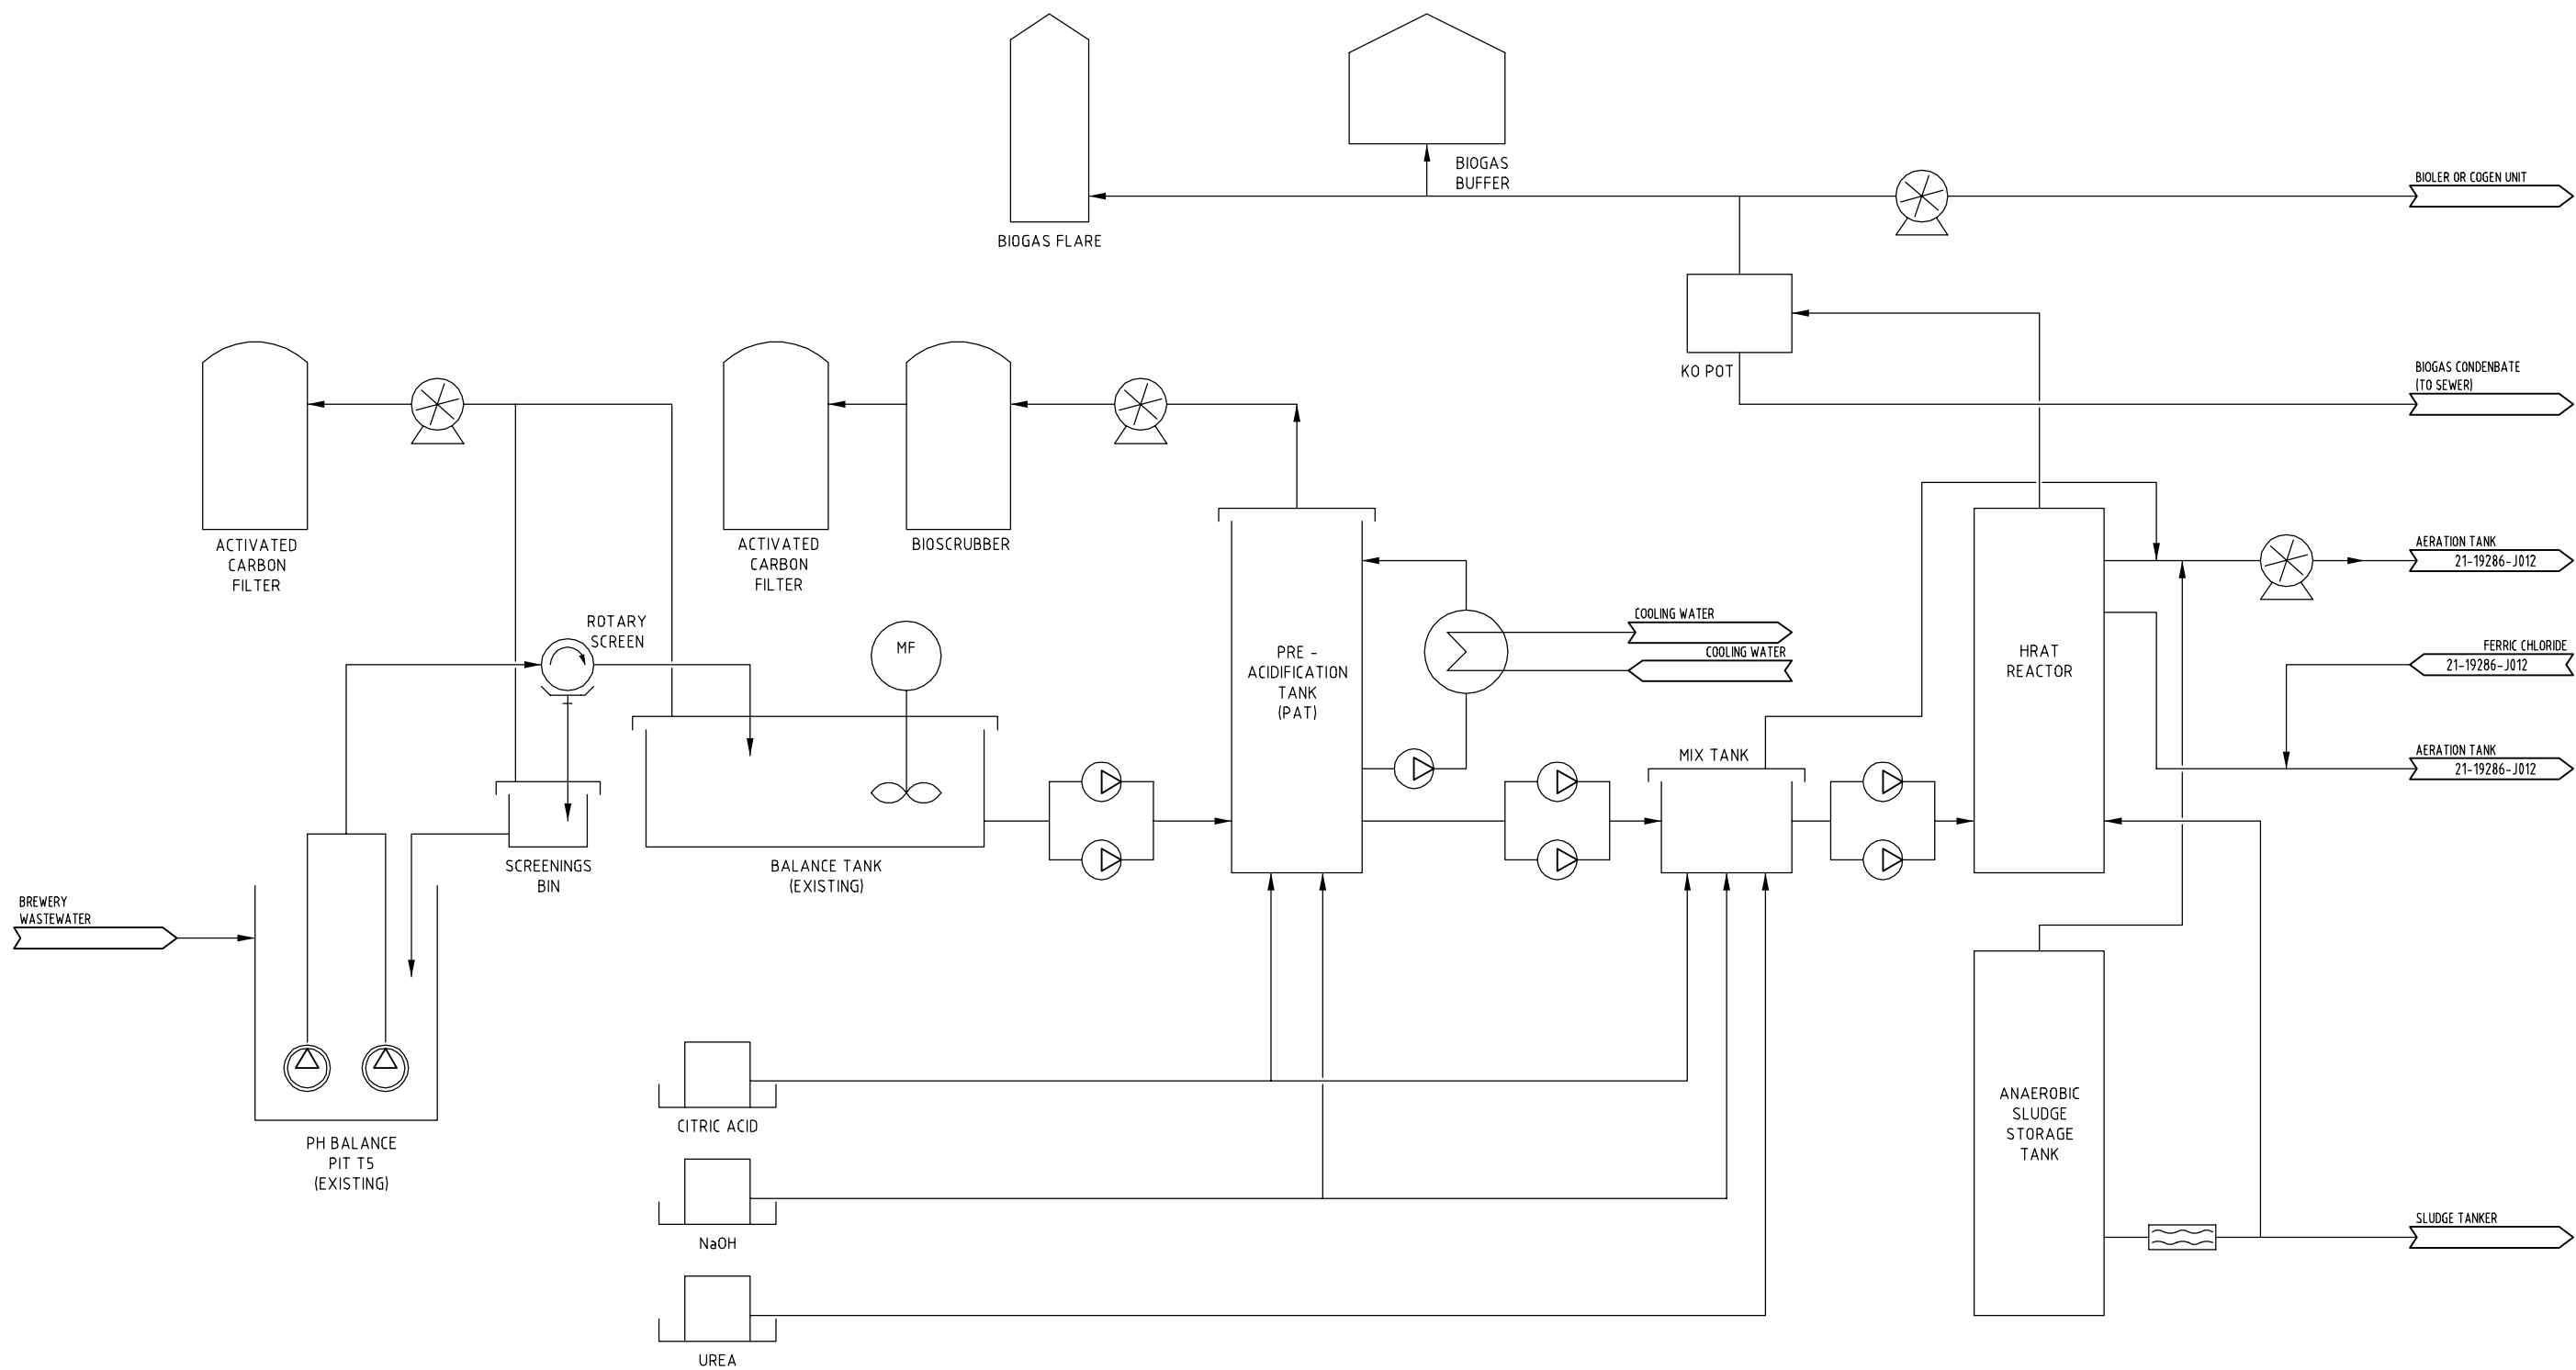 BIOGAS
BUFFER
BIOLER OR COGEN UNIT
BIOGAS FLARE
KO POT
BIOGAS CONDENBATE
(TO SEWER)
ACTIVATED
CARBON
FILTER
ACTIVATED
CARBON
FILTER
BIOSCRUBBER
AERATION TANK
21-19286-J012
ROTARY
SCREEN
MF
COOLING WATER
COOLING WATER
PRE -
ACIDIFICATION
TANK
(PAT)
HRAT
REACTOR
FERRIC CHLORIDE
21-19286-J012
MIX TANK
AERATION TANK
21-19286-J012
SCREENINGS
BIN
BALANCE TANK
(EXISTING)
BREWERY
WASTEWATER
CITRIC ACID
ANAEROBIC
SLUDGE
STORAGE
TANK
PH BALANCE
PIT T5
(EXISTING)
NaOH
SLUDGE TANKER
UREA